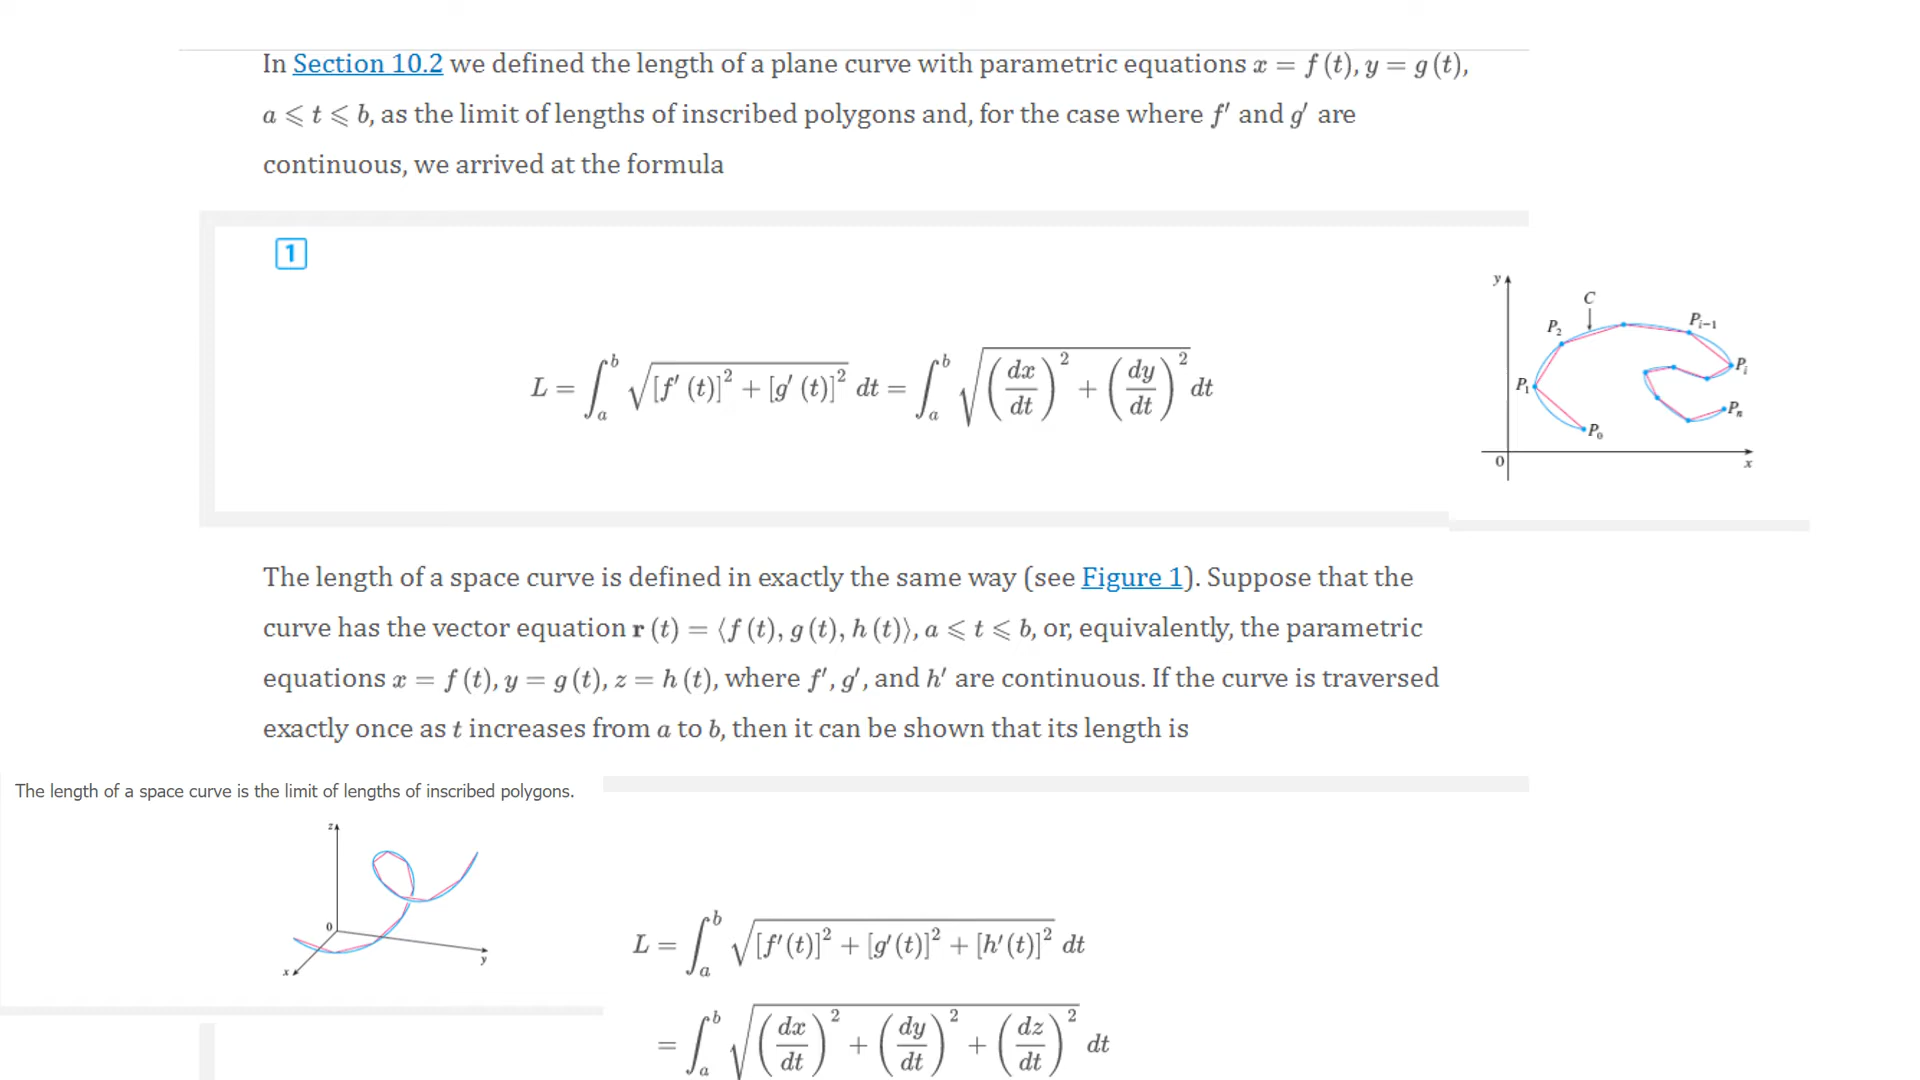 In Section 10.2 we defined the length of a plane curve with parametric equations x = f (t), y = g (t),
a ⩽ t ⩽ b, as the limit of lengths of inscribed polygons and, for the case where f′ and g′ are
continuous, we arrived at the formula
1
L = ∫_a^b √([f′ (t)]² + [g′ (t)]²) dt = ∫_a^b √((dx/dt)² + (dy/dt)²) dt
y
C
P₂
P_{i−1}
P_i
P₁
P_n
P₀
0
x
The length of a space curve is defined in exactly the same way (see Figure 1). Suppose that the
curve has the vector equation r (t) = ⟨f (t), g (t), h (t)⟩, a ⩽ t ⩽ b, or, equivalently, the parametric
equations x = f (t), y = g (t), z = h (t), where f′, g′, and h′ are continuous. If the curve is traversed
exactly once as t increases from a to b, then it can be shown that its length is
The length of a space curve is the limit of lengths of inscribed polygons.
z
0
x
y
L = ∫_a^b √([f′(t)]² + [g′(t)]² + [h′(t)]²) dt
= ∫_a^b √((dx/dt)² + (dy/dt)² + (dz/dt)²) dt